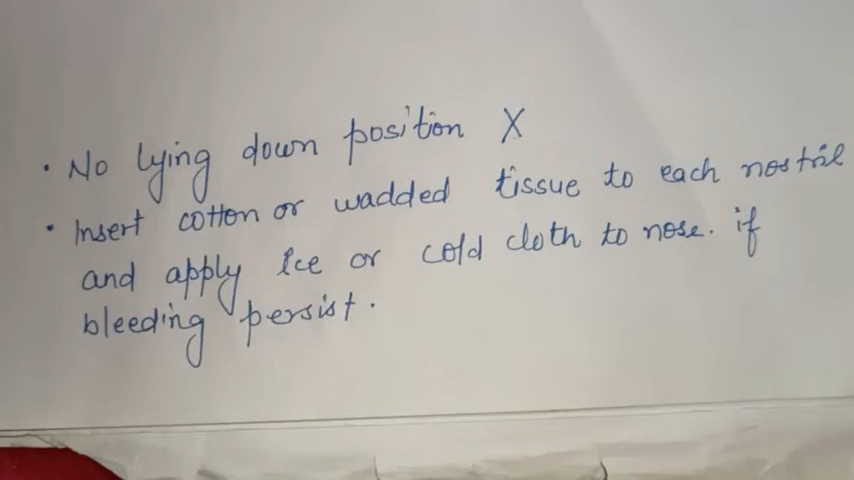 • No lying down position X
• Insert cotton or wadded tissue to each nostril
and apply Ice or cold cloth to nose. if
bleeding persist.